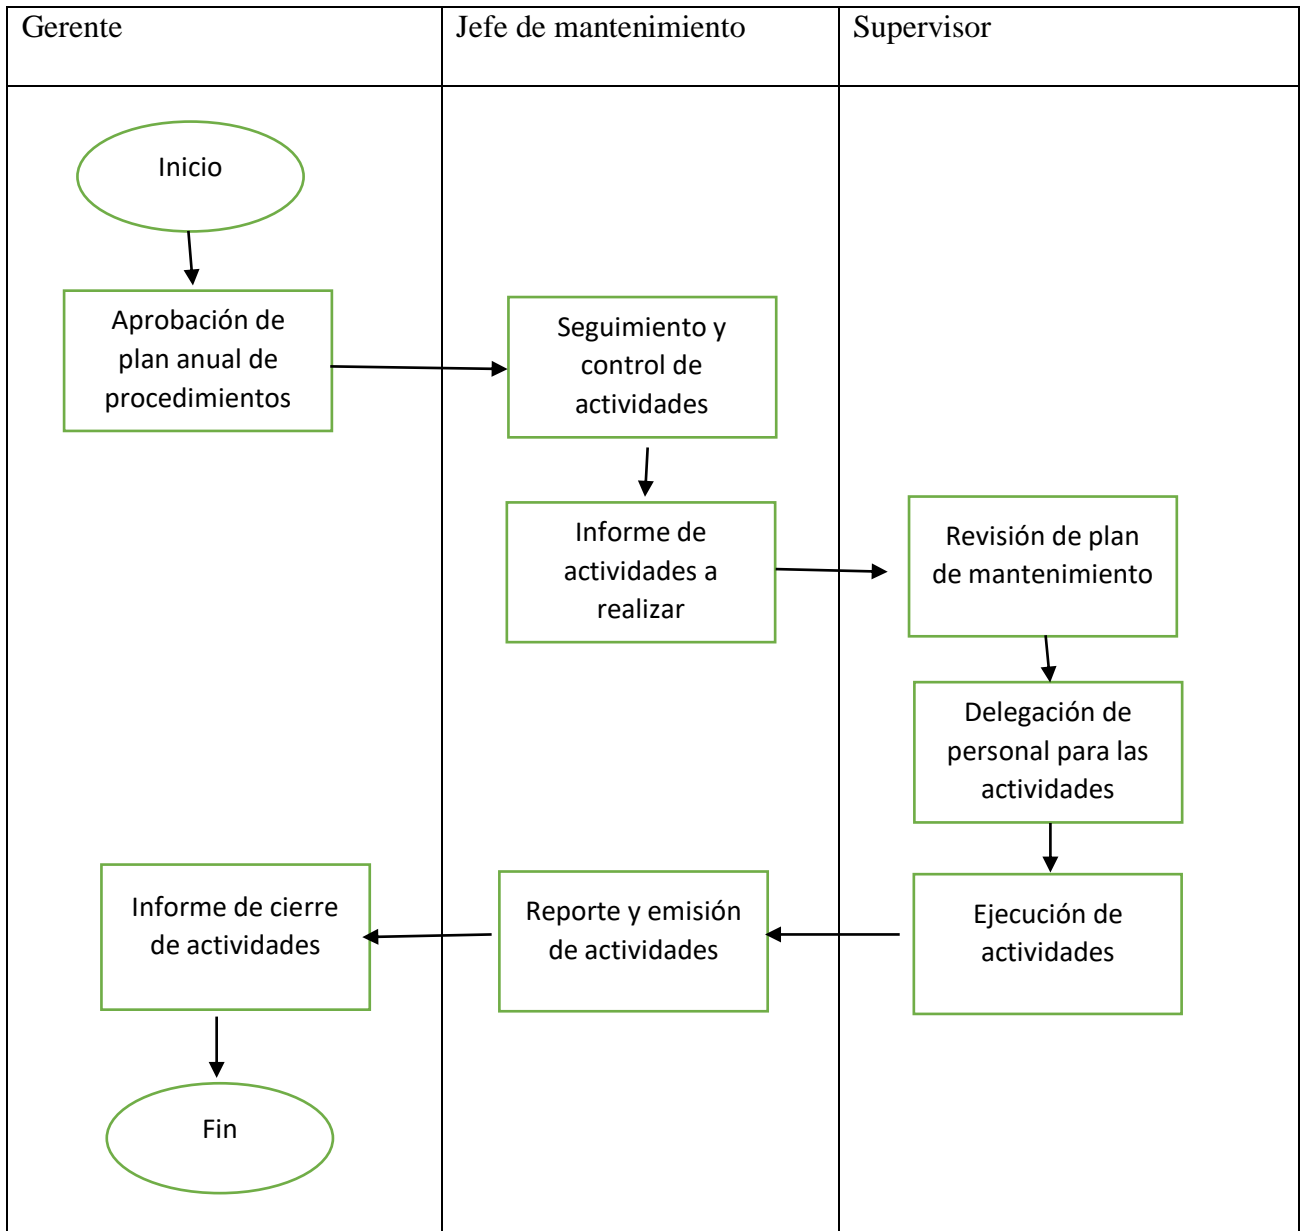 Gerente
Jefe de mantenimiento
Supervisor
Inicio
Aprobación de
plan anual de
procedimientos
Seguimiento y
control de
actividades
Informe de
actividades a
realizar
Revisión de plan
de mantenimiento
Delegación de
personal para las
actividades
Ejecución de
actividades
Reporte y emisión
de actividades
Informe de cierre
de actividades
Fin